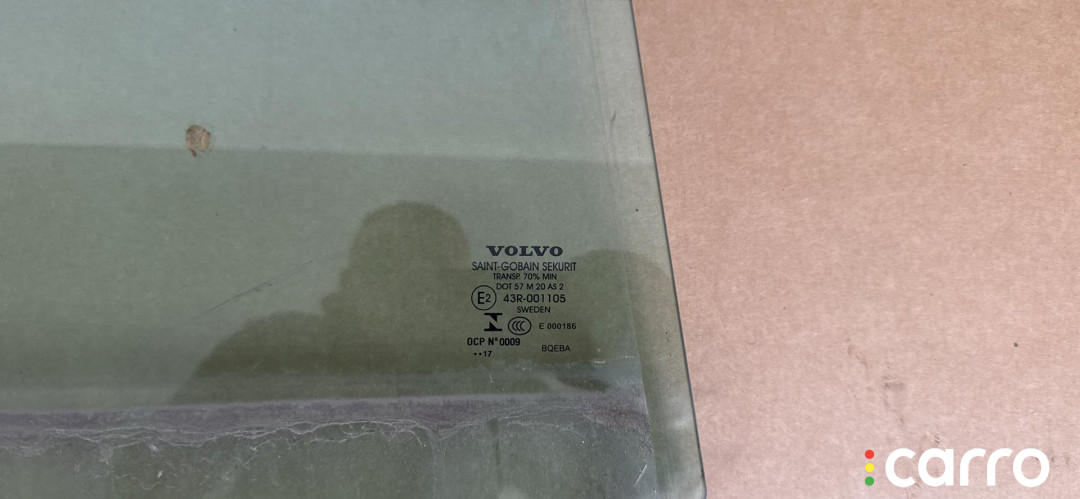 VOLVO
SAINT-GOBAIN SEKURIT
TRANSP. 70% MIN
DOT 57 M 20 AS 2
E2 43R-001105
SWEDEN
CCC E 000186
OCP N°0009
••17 BQEBA
carro